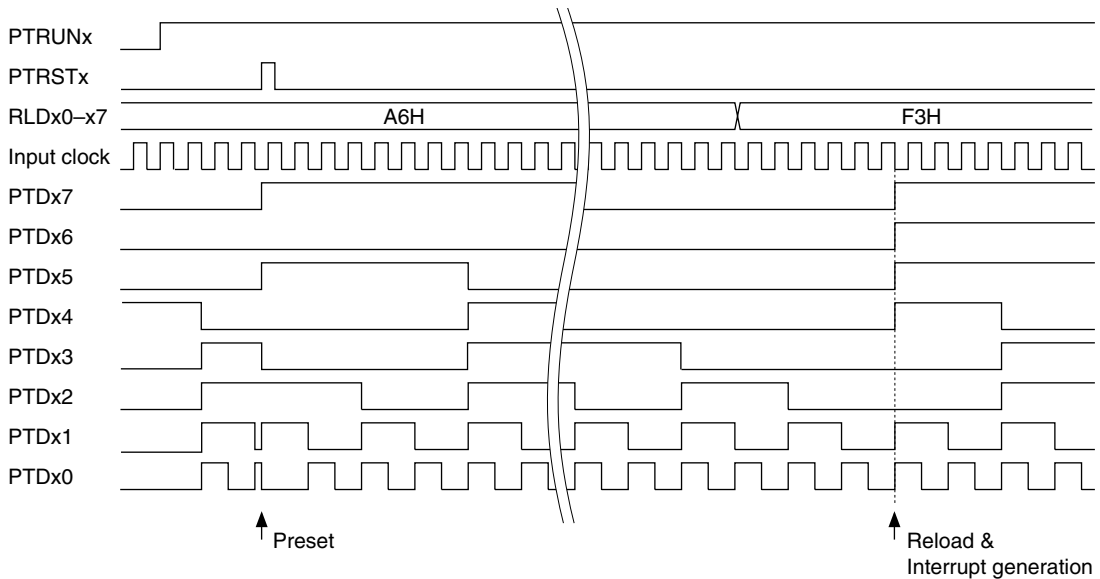 PTRUNx
PTRSTx
RLDx0–x7
A6H
F3H
Input clock
PTDx7
PTDx6
PTDx5
PTDx4
PTDx3
PTDx2
PTDx1
PTDx0
Preset
Reload &
Interrupt generation